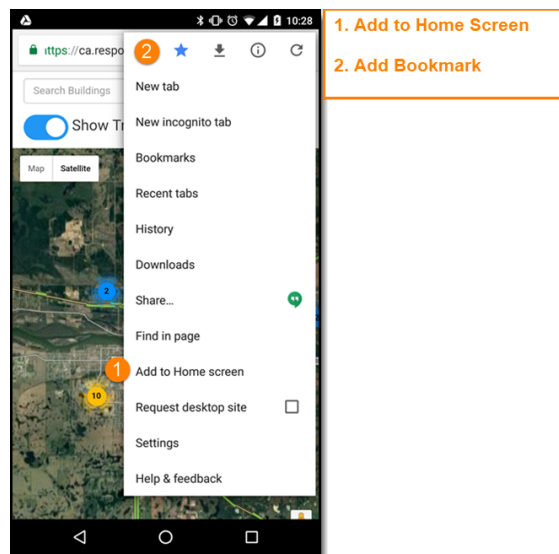 10:28
1. Add to Home Screen
2. Add Bookmark
https://ca.respo
2
Search Buildings
Show Tr
Map
Satellite
New tab
New incognito tab
Bookmarks
Recent tabs
History
Downloads
2
Share...
Find in page
1
Add to Home screen
10
Request desktop site
Settings
Help & feedback